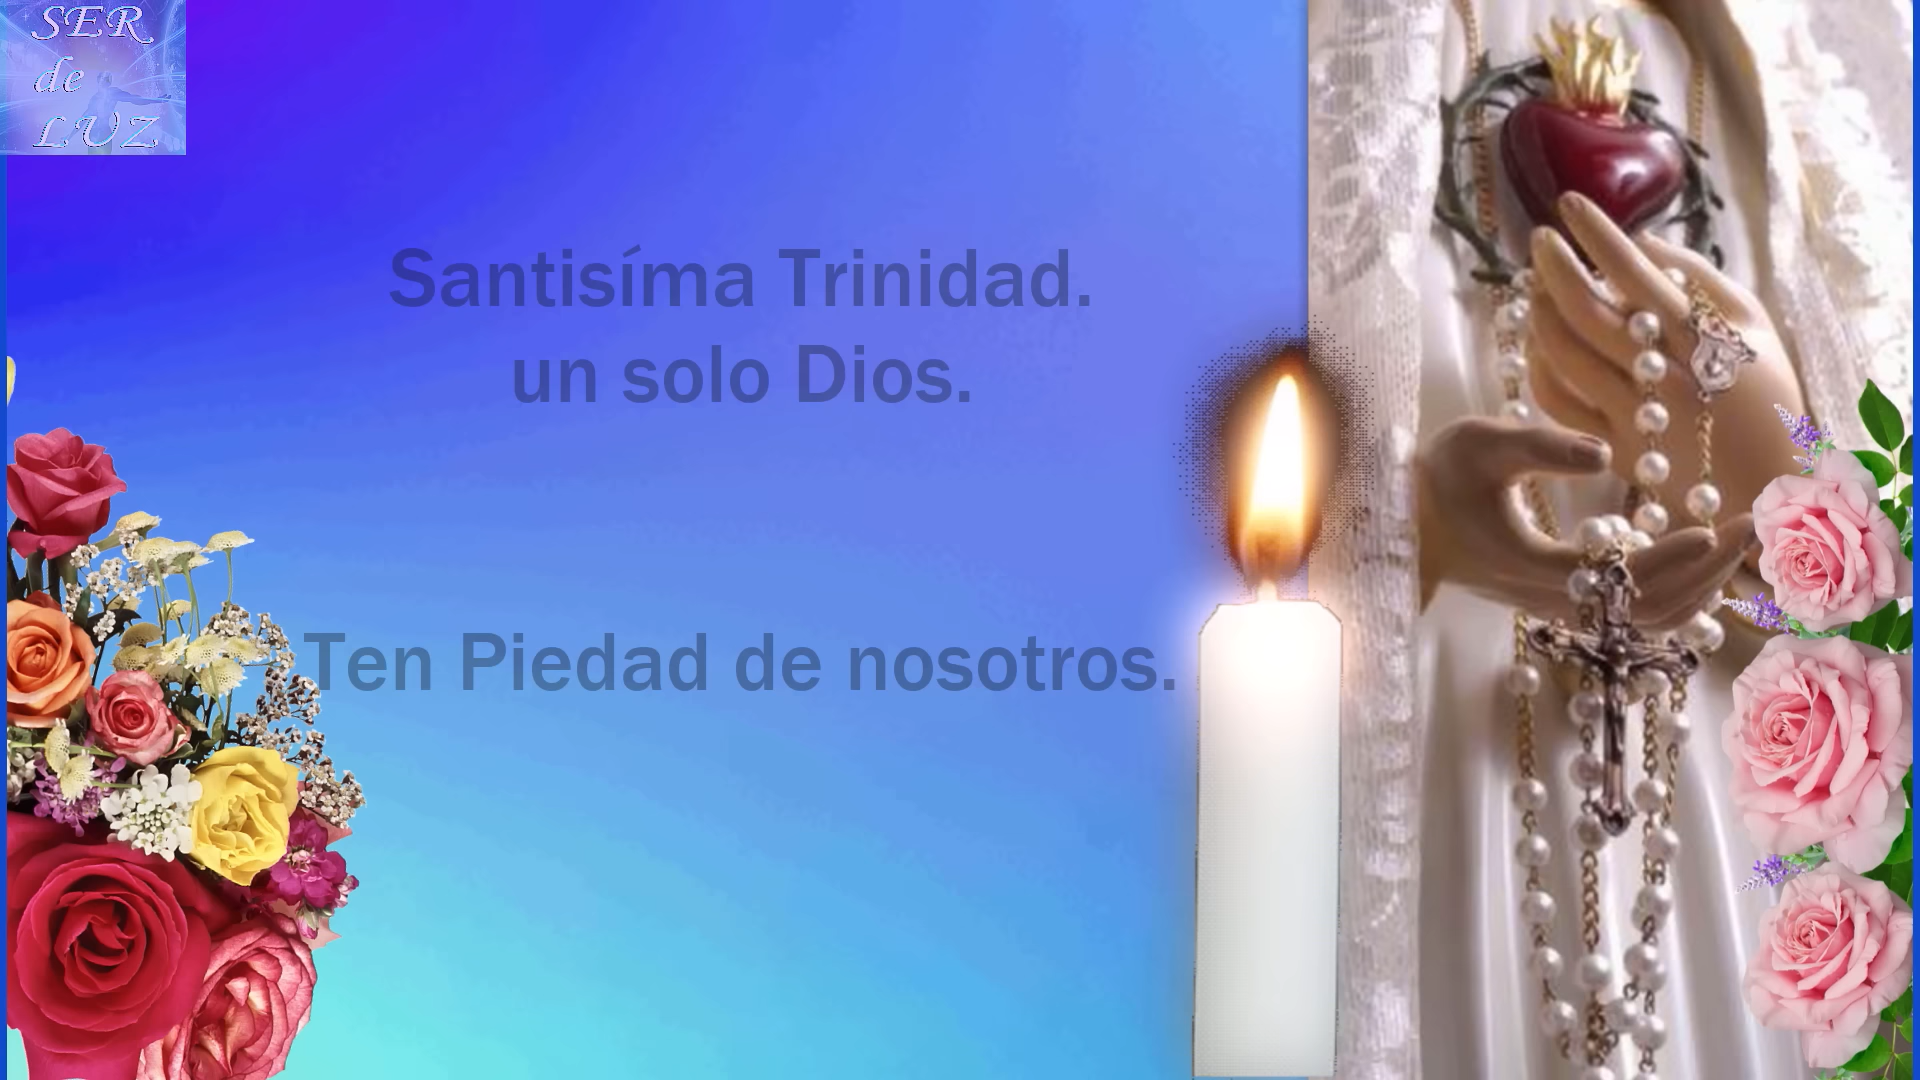 SER
de
LUZ
Santisíma Trinidad.
un solo Dios.
Ten Piedad de nosotros.